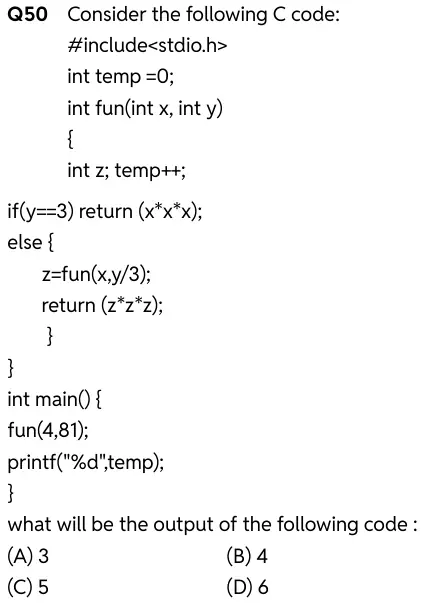 Q50 Consider the following C code:
#include<stdio.h>
int temp =0;
int fun(int x, int y)
{
int z; temp++;
if(y==3) return (x*x*x);
else {
z=fun(x,y/3);
return (z*z*z);
}
}
int main() {
fun(4,81);
printf("%d",temp);
}
what will be the output of the following code :
(A) 3 (B) 4
(C) 5 (D) 6